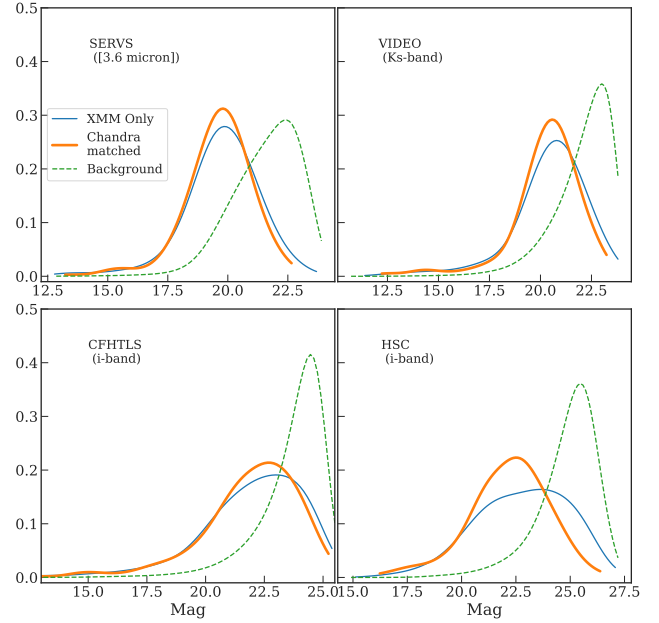 0.5
0.4
0.3
0.2
0.1
0.0
SERVS
([3.6 micron])
XMM Only
Chandra
matched
Background
12.5 15.0 17.5 20.0 22.5
VIDEO
(Ks-band)
12.5 15.0 17.5 20.0 22.5
0.5
0.4
0.3
0.2
0.1
0.0
CFHTLS
(i-band)
15.0 17.5 20.0 22.5 25.0
Mag
HSC
(i-band)
15.0 17.5 20.0 22.5 25.0 27.5
Mag